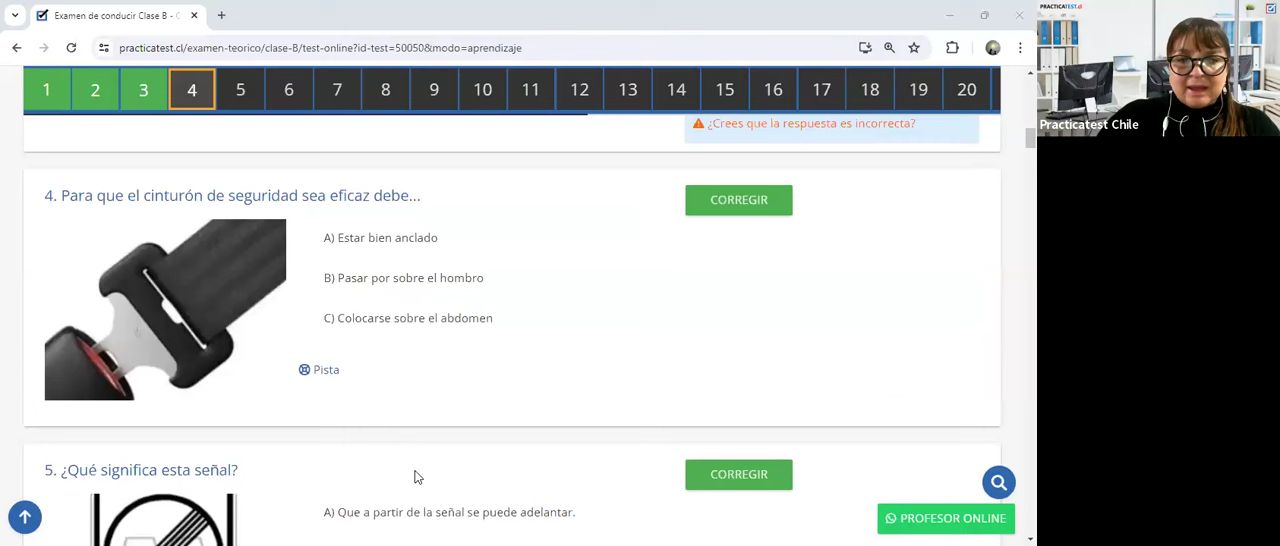 Examen de conducir Clase B - C
practicatest.cl/examen-teorico/clase-B/test-online?id-test=50050&modo=aprendizaje
1 2 3 4 5 6 7 8 9 10 11 12 13 14 15 16 17 18 19 20
¿Crees que la respuesta es incorrecta?
4. Para que el cinturón de seguridad sea eficaz debe...
CORREGIR
A) Estar bien anclado
B) Pasar por sobre el hombro
C) Colocarse sobre el abdomen
Pista
5. ¿Qué significa esta señal?
CORREGIR
A) Que a partir de la señal se puede adelantar.
PROFESOR ONLINE
PRACTICATEST.cl
Practicatest Chile